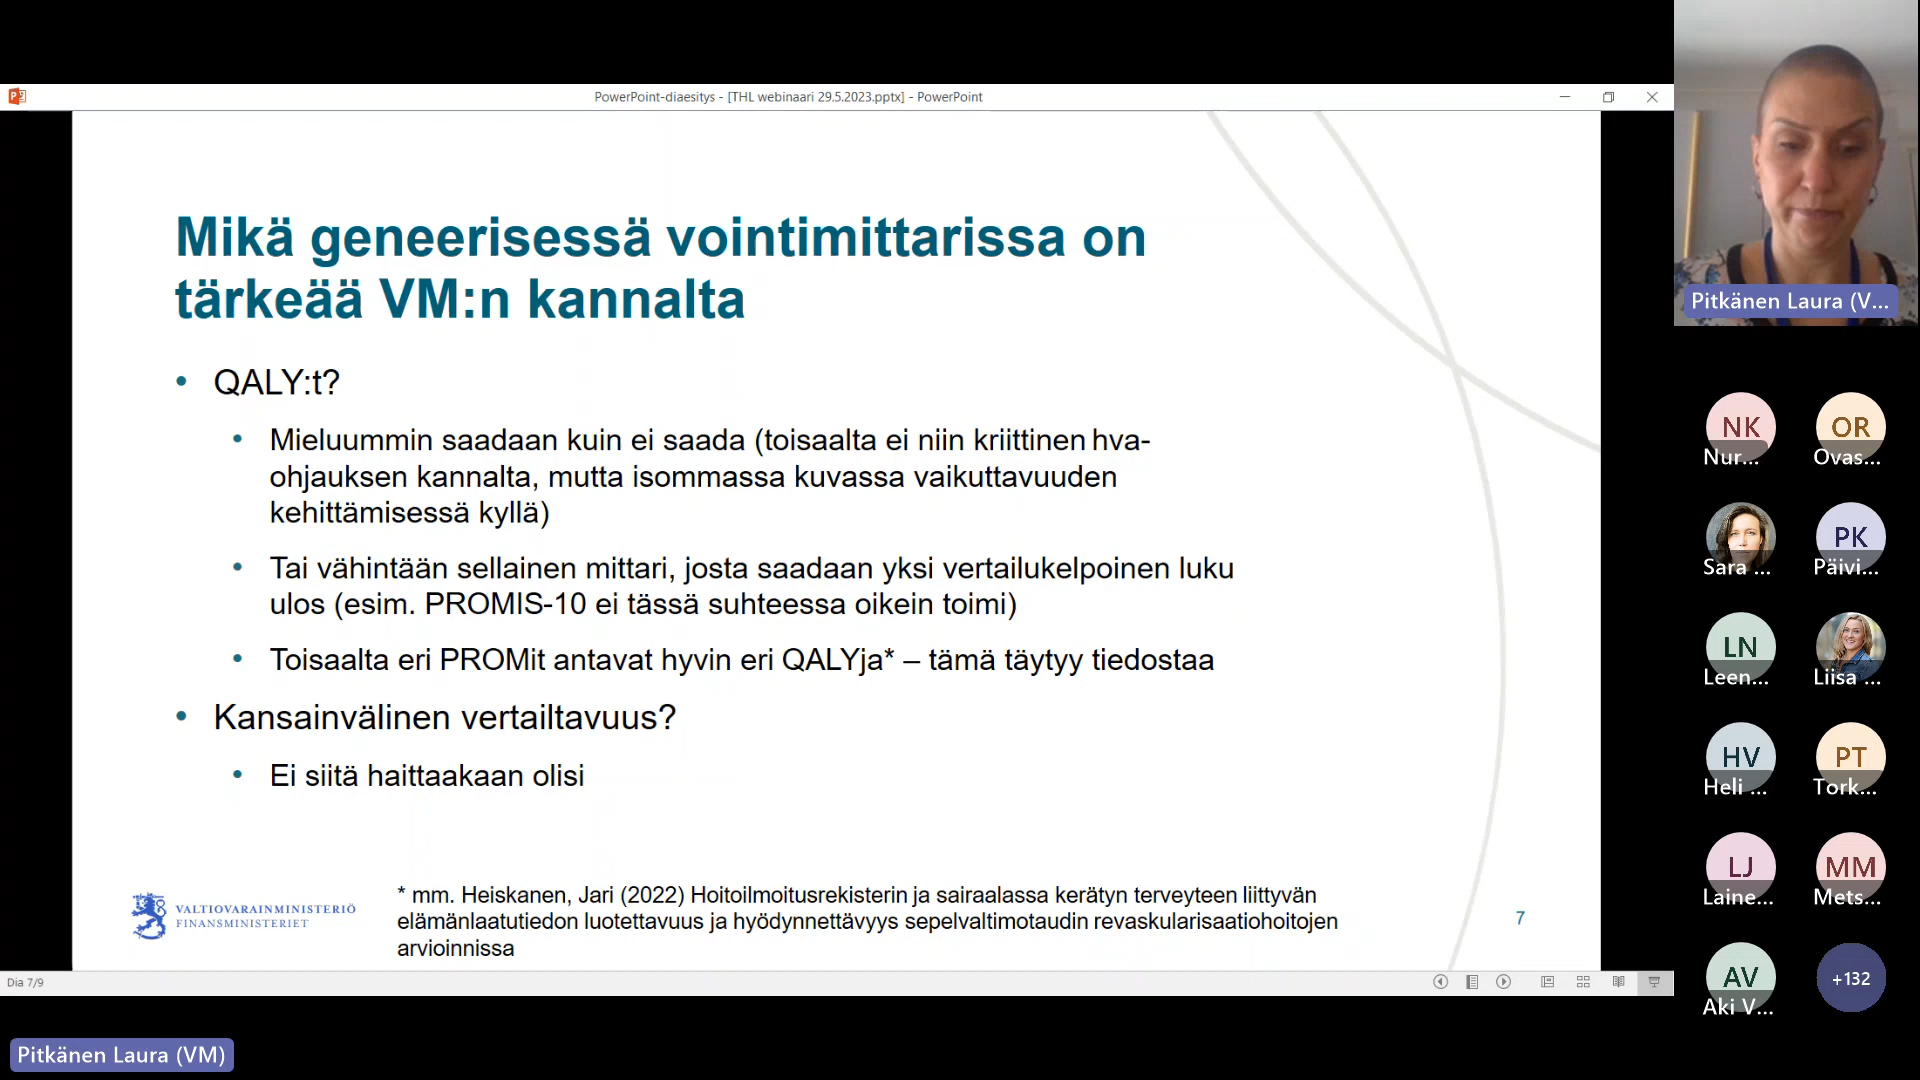 PowerPoint-diaesitys - [THL webinaari 29.5.2023.pptx] - PowerPoint
Mikä geneerisessä vointimittarissa on
tärkeää VM:n kannalta
• QALY:t?
• Mieluummin saadaan kuin ei saada (toisaalta ei niin kriittinen hva-
ohjauksen kannalta, mutta isommassa kuvassa vaikuttavuuden
kehittämisessä kyllä)
• Tai vähintään sellainen mittari, josta saadaan yksi vertailukelpoinen luku
ulos (esim. PROMIS-10 ei tässä suhteessa oikein toimi)
• Toisaalta eri PROMit antavat hyvin eri QALYja* – tämä täytyy tiedostaa
• Kansainvälinen vertailtavuus?
• Ei siitä haittaakaan olisi
VALTIOVARAINMINISTERIÖ
FINANSMINISTERIET
* mm. Heiskanen, Jari (2022) Hoitoilmoitusrekisterin ja sairaalassa kerätyn terveyteen liittyvän
elämänlaatutiedon luotettavuus ja hyödynnettävyys sepelvaltimotaudin revaskularisaatiohoitojen
arvioinnissa
7
Dia 7/9
Pitkänen Laura (VM)
Pitkänen Laura (V...
NK
Nur...
OR
Ovas...
Sara ...
PK
Päivi...
LN
Leen...
Liisa ...
HV
Heli ...
PT
Tork...
LJ
Laine...
MM
Mets...
AV
Aki V...
+132